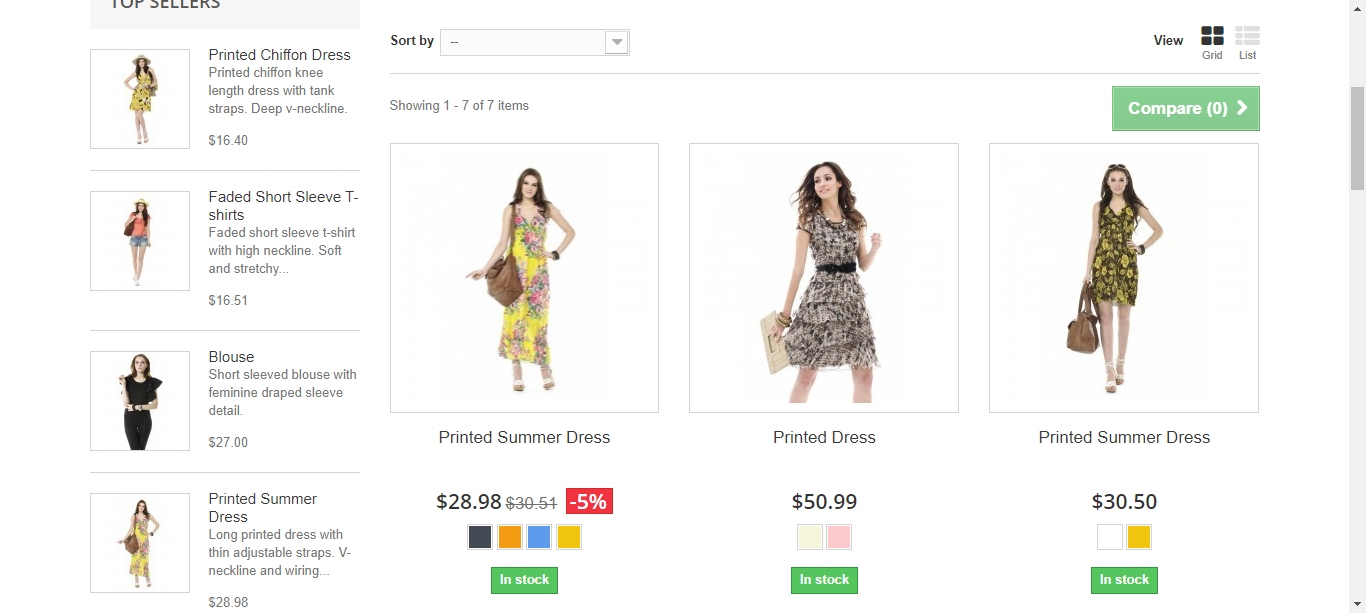 TOP SELLERS
Printed Chiffon Dress
Printed chiffon knee
length dress with tank
straps. Deep v-neckline.
$16.40
Faded Short Sleeve T-
shirts
Faded short sleeve t-shirt
with high neckline. Soft
and stretchy...
$16.51
Blouse
Short sleeved blouse with
feminine draped sleeve
detail.
$27.00
Printed Summer
Dress
Long printed dress with
thin adjustable straps. V-
neckline and wiring...
$28.98
Sort by --
View
Grid List
Showing 1 - 7 of 7 items
Compare (0)
Printed Summer Dress
$28.98 $30.51 -5%
In stock
Printed Dress
$50.99
In stock
Printed Summer Dress
$30.50
In stock